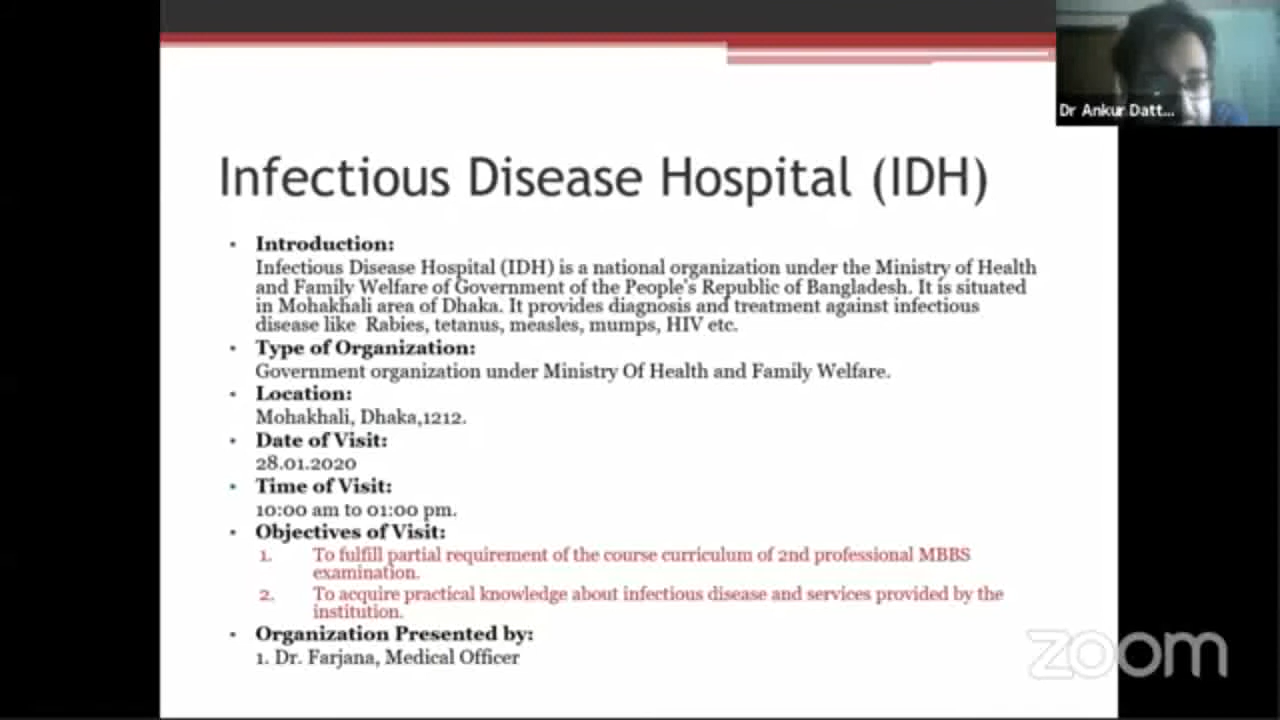 Dr Ankur Datt...
Infectious Disease Hospital (IDH)
• Introduction:
Infectious Disease Hospital (IDH) is a national organization under the Ministry of Health
and Family Welfare of Government of the People's Republic of Bangladesh. It is situated
in Mohakhali area of Dhaka. It provides diagnosis and treatment against infectious
disease like Rabies, tetanus, measles, mumps, HIV etc.
• Type of Organization:
Government organization under Ministry Of Health and Family Welfare.
• Location:
Mohakhali, Dhaka,1212.
• Date of Visit:
28.01.2020
• Time of Visit:
10:00 am to 01:00 pm.
• Objectives of Visit:
1. To fulfill partial requirement of the course curriculum of 2nd professional MBBS
examination.
2. To acquire practical knowledge about infectious disease and services provided by the
institution.
• Organization Presented by:
1. Dr. Farjana, Medical Officer
zoom